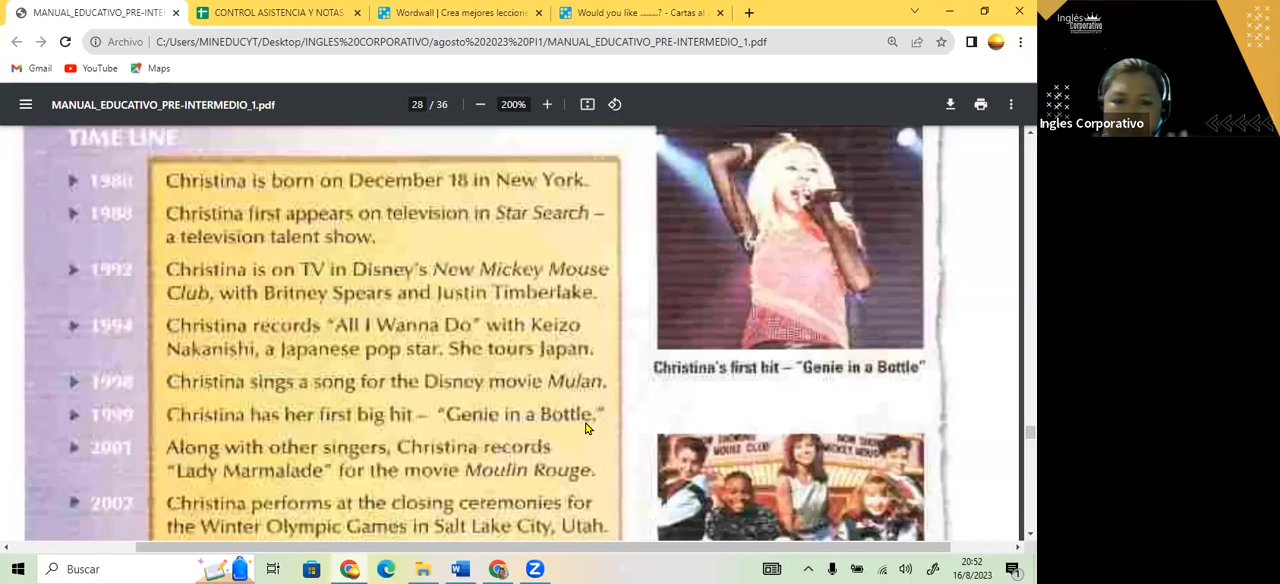 MANUAL_EDUCATIVO_PRE-INTER
CONTROL ASISTENCIA Y NOTAS
Wordwall | Crea mejores leccione
Would you like ........? - Cartas al
Archivo
C:/Users/MINEDUCYT/Desktop/INGLES%20CORPORATIVO/agosto%202023%20PI1/MANUAL_EDUCATIVO_PRE-INTERMEDIO_1.pdf
Gmail
YouTube
Maps
MANUAL_EDUCATIVO_PRE-INTERMEDIO_1.pdf
28 / 36
200%
TIME LINE
1980 Christina is born on December 18 in New York.
1988 Christina first appears on television in Star Search –
a television talent show.
1992 Christina is on TV in Disney's New Mickey Mouse
Club, with Britney Spears and Justin Timberlake.
1994 Christina records "All I Wanna Do" with Keizo
Nakanishi, a Japanese pop star. She tours Japan.
1998 Christina sings a song for the Disney movie Mulan.
1999 Christina has her first big hit – "Genie in a Bottle."
2001 Along with other singers, Christina records
"Lady Marmalade" for the movie Moulin Rouge.
2002 Christina performs at the closing ceremonies for
the Winter Olympic Games in Salt Lake City, Utah.
Christina's first hit – "Genie in a Bottle"
MOUSE CLUB
Inglés
Corporativo
Ingles Corporativo
Buscar
20:52
16/8/2023
1